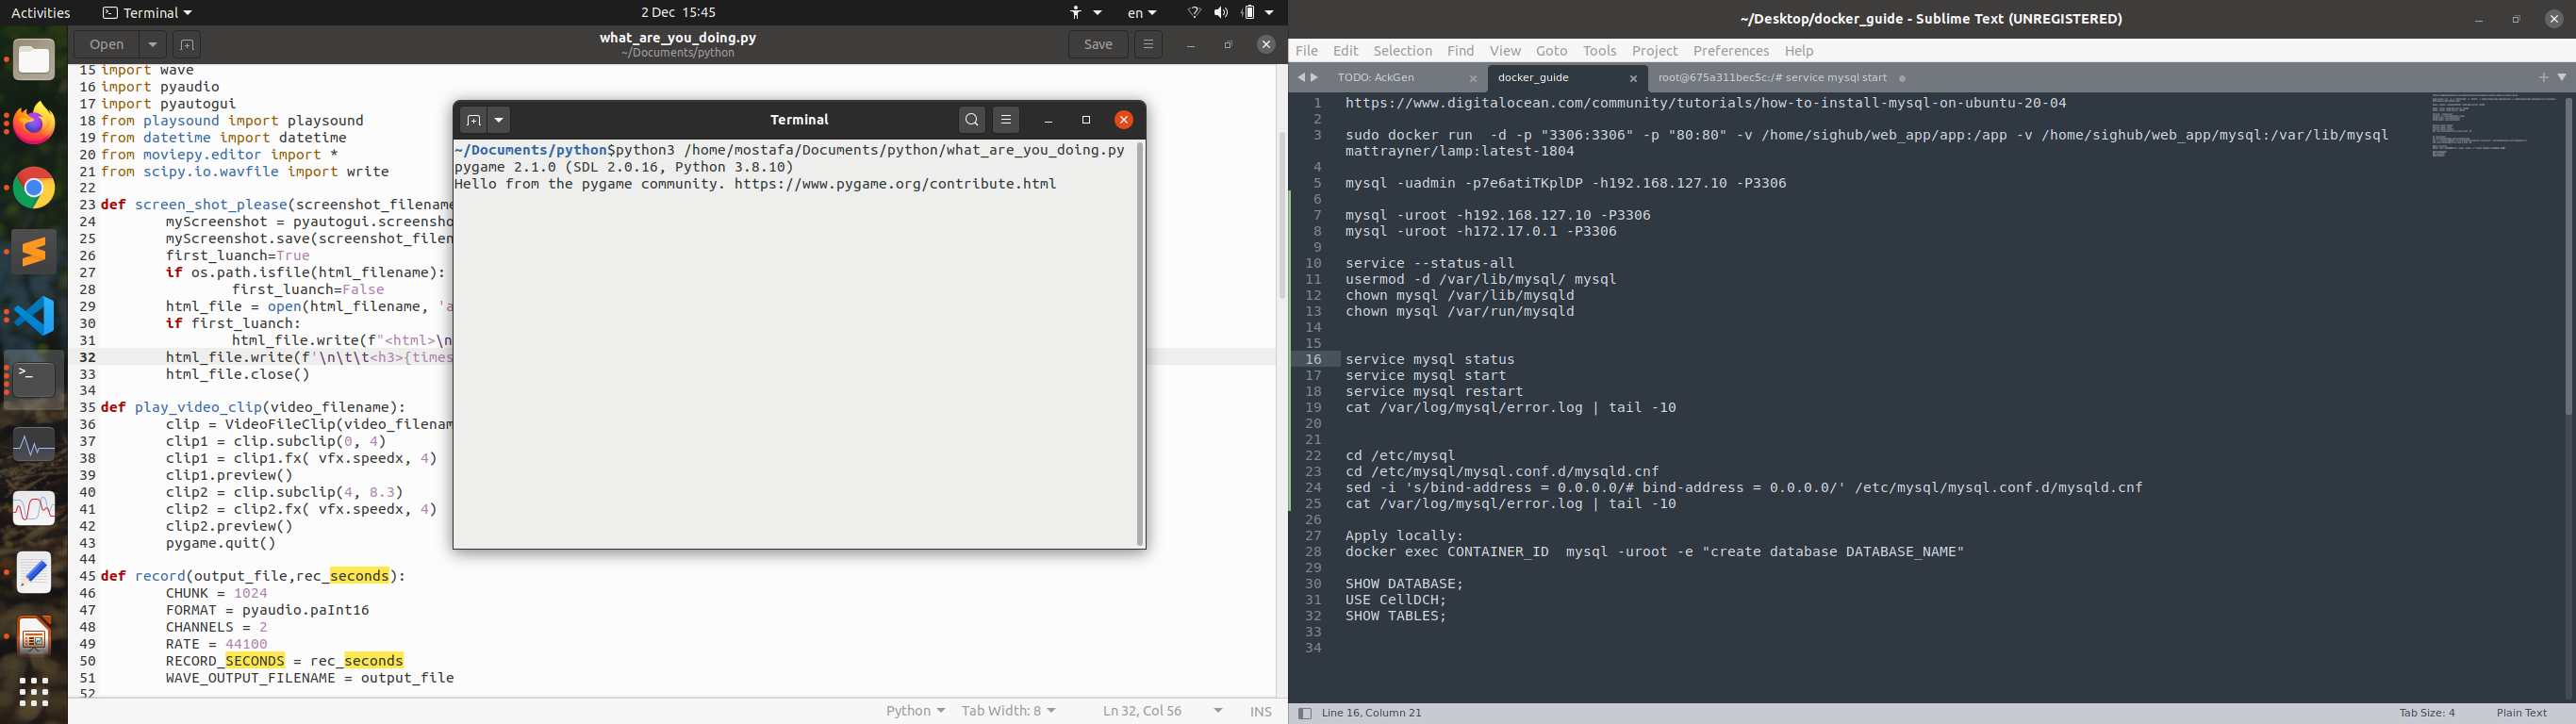 Activities
Terminal
2 Dec 15:45
en
Open
what_are_you_doing.py
~/Documents/python
Save
15 import wave
16 import pyaudio
17 import pyautogui
18 from playsound import playsound
19 from datetime import datetime
20 from moviepy.editor import *
21 from scipy.io.wavfile import write
22
23 def screen_shot_please(screenshot_filename
24 myScreenshot = pyautogui.screensho
25 myScreenshot.save(screenshot_filen
26 first_luanch=True
27 if os.path.isfile(html_filename):
28 first_luanch=False
29 html_file = open(html_filename, 'a
30 if first_luanch:
31 html_file.write(f"<html>\n
32 html_file.write(f'\n\t\t<h3>{times
33 html_file.close()
34
35 def play_video_clip(video_filename):
36 clip = VideoFileClip(video_filenam
37 clip1 = clip.subclip(0, 4)
38 clip1 = clip1.fx( vfx.speedx, 4)
39 clip1.preview()
40 clip2 = clip.subclip(4, 8.3)
41 clip2 = clip2.fx( vfx.speedx, 4)
42 clip2.preview()
43 pygame.quit()
44
45 def record(output_file,rec_seconds):
46 CHUNK = 1024
47 FORMAT = pyaudio.paInt16
48 CHANNELS = 2
49 RATE = 44100
50 RECORD_SECONDS = rec_seconds
51 WAVE_OUTPUT_FILENAME = output_file
52
Python
Tab Width: 8
Ln 32, Col 56
INS
Terminal
~/Documents/python$python3 /home/mostafa/Documents/python/what_are_you_doing.py
pygame 2.1.0 (SDL 2.0.16, Python 3.8.10)
Hello from the pygame community. https://www.pygame.org/contribute.html
~/Desktop/docker_guide - Sublime Text (UNREGISTERED)
File Edit Selection Find View Goto Tools Project Preferences Help
TODO: AckGen
docker_guide
root@675a311bec5c:/# service mysql start
1 https://www.digitalocean.com/community/tutorials/how-to-install-mysql-on-ubuntu-20-04
2
3 sudo docker run  -d -p "3306:3306" -p "80:80" -v /home/sighub/web_app/app:/app -v /home/sighub/web_app/mysql:/var/lib/mysql
mattrayner/lamp:latest-1804
4
5 mysql -uadmin -p7e6atiTKplDP -h192.168.127.10 -P3306
6
7 mysql -uroot -h192.168.127.10 -P3306
8 mysql -uroot -h172.17.0.1 -P3306
9
10 service --status-all
11 usermod -d /var/lib/mysql/ mysql
12 chown mysql /var/lib/mysqld
13 chown mysql /var/run/mysqld
14
15
16 service mysql status
17 service mysql start
18 service mysql restart
19 cat /var/log/mysql/error.log | tail -10
20
21
22 cd /etc/mysql
23 cd /etc/mysql/mysql.conf.d/mysqld.cnf
24 sed -i 's/bind-address = 0.0.0.0/# bind-address = 0.0.0.0/' /etc/mysql/mysql.conf.d/mysqld.cnf
25 cat /var/log/mysql/error.log | tail -10
26
27 Apply locally:
28 docker exec CONTAINER_ID  mysql -uroot -e "create database DATABASE_NAME"
29
30 SHOW DATABASE;
31 USE CellDCH;
32 SHOW TABLES;
33
34
Line 16, Column 21
Tab Size: 4
Plain Text